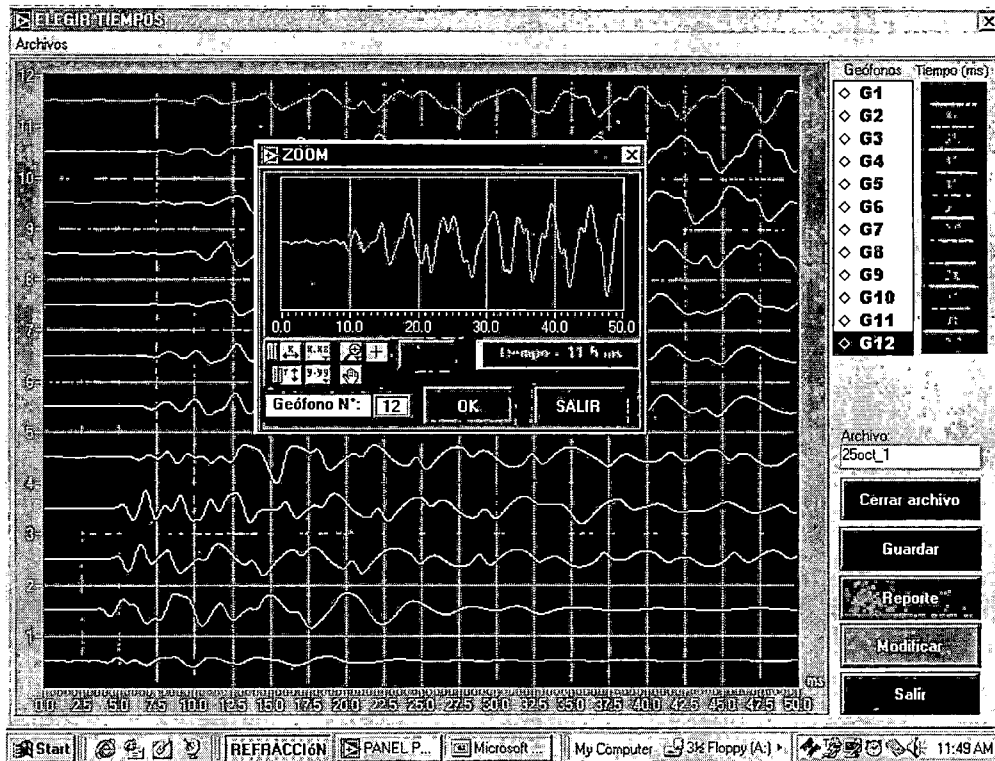 ELEGIR TIEMPOS
Archivos
12
11
10
9
8
7
6
5
4
3
2
1
0.0 2.5 5.0 7.5 10.0 12.5 15.0 17.5 20.0 22.5 25.0 27.5 30.0 32.5 35.0 37.5 40.0 42.5 45.0 47.5 50.0
ms
ZOOM
0.0 10.0 20.0 30.0 40.0 50.0
Tiempo = 11.5 ms
Geófono N°: 12
OK
SALIR
Geófonos Tiempo (ms)
G1
G2
G3
G4
G5
G6
G7
G8
G9
G10
G11
G12
Archivo:
25oct_1
Cerrar archivo
Guardar
Reporte
Modificar
Salir
Start
REFRACCIÓN
PANEL P...
Microsoft ...
My Computer
3½ Floppy (A:)
11:49 AM